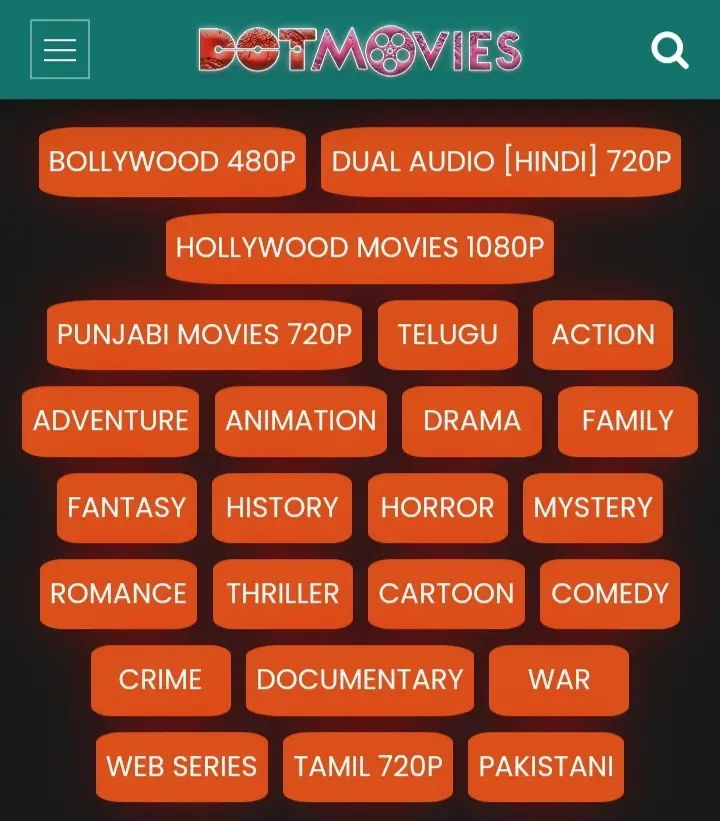 DOTMOVIES
BOLLYWOOD 480P DUAL AUDIO [HINDI] 720P
HOLLYWOOD MOVIES 1080P
PUNJABI MOVIES 720P TELUGU ACTION
ADVENTURE ANIMATION DRAMA FAMILY
FANTASY HISTORY HORROR MYSTERY
ROMANCE THRILLER CARTOON COMEDY
CRIME DOCUMENTARY WAR
WEB SERIES TAMIL 720P PAKISTANI